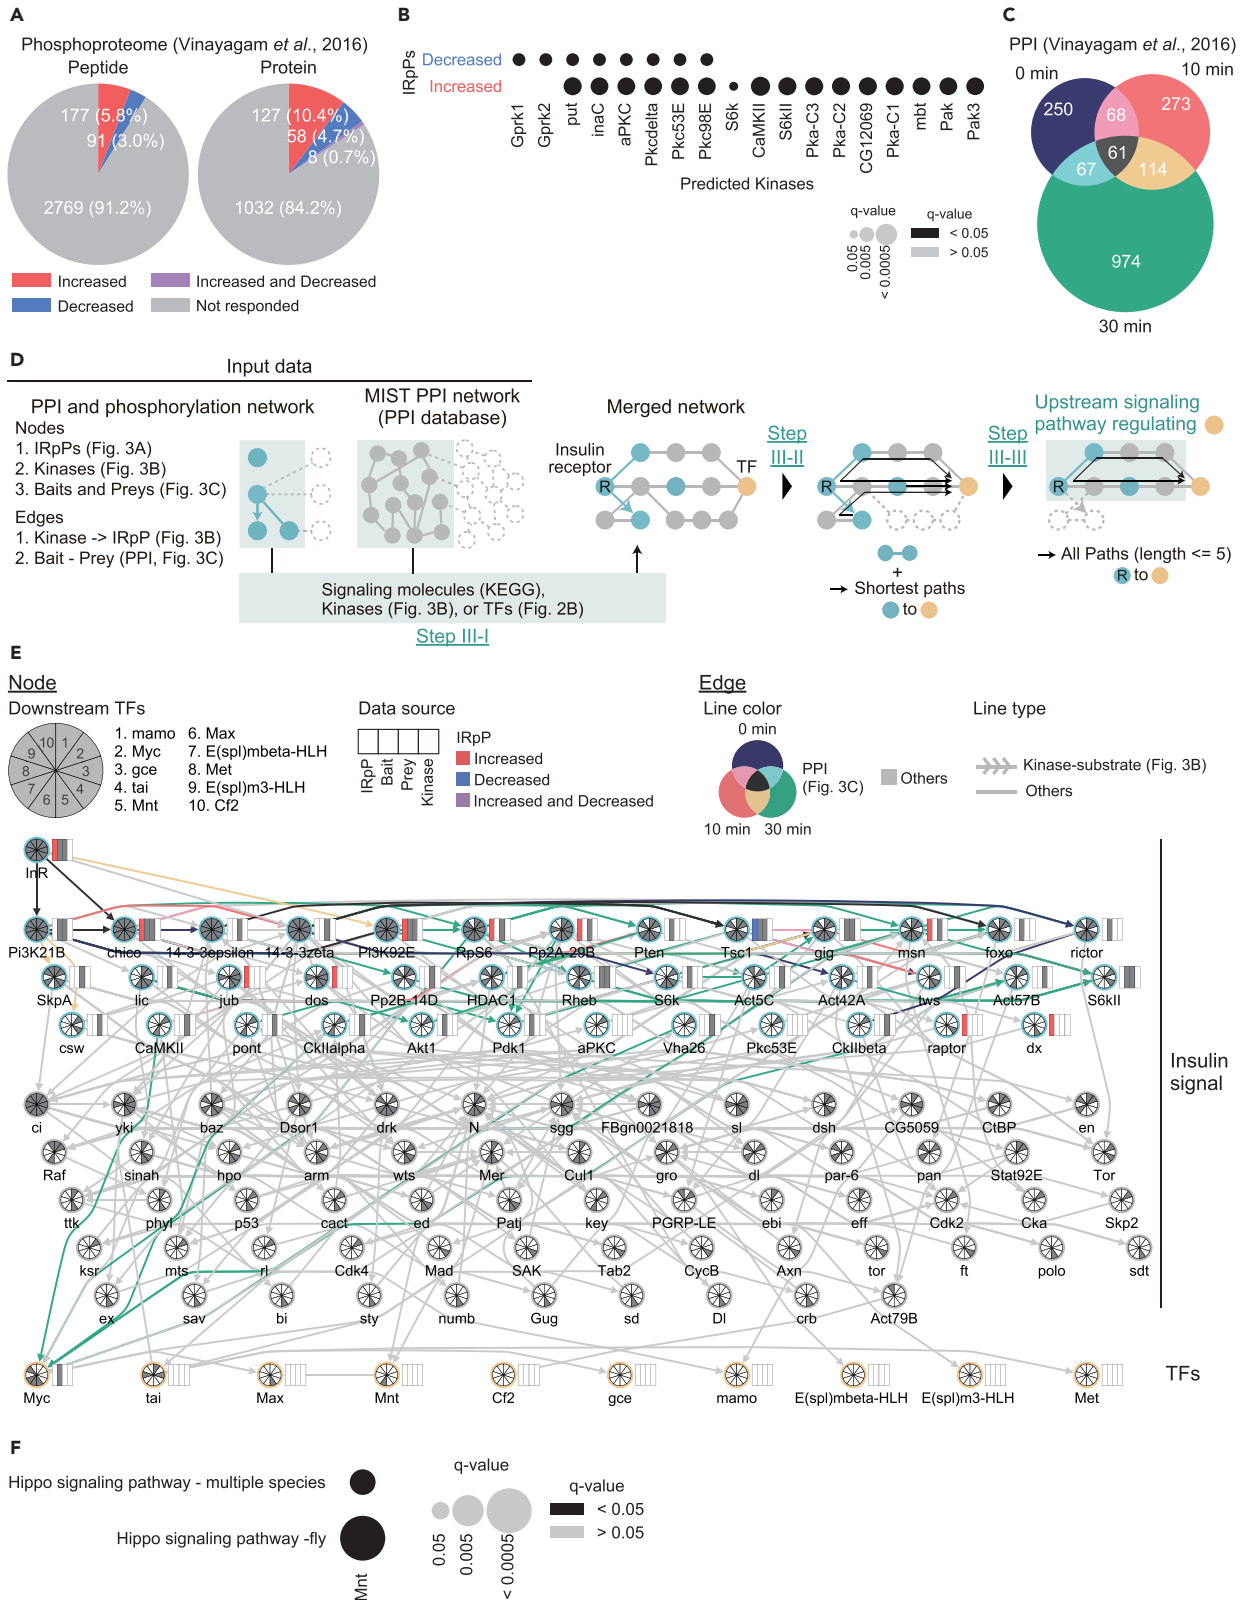 A
Phosphoproteome (Vinayagam et al., 2016)
Peptide
Protein
177 (5.8%)
91 (3.0%)
2769 (91.2%)
127 (10.4%)
58 (4.7%)
8 (0.7%)
1032 (84.2%)
Increased
Increased and Decreased
Decreased
Not responded
B
IRpPs
Decreased
Increased
Gprk1
Gprk2
put
inaC
aPKC
Pkcdelta
Pkc53E
Pkc98E
S6k
CaMKII
S6kII
Pka-C3
Pka-C2
CG12069
Pka-C1
mbt
Pak
Pak3
Predicted Kinases
q-value
0.05
0.005
< 0.0005
q-value
< 0.05
> 0.05
C
PPI (Vinayagam et al., 2016)
0 min
10 min
250
68
273
61
67
114
974
30 min
D
Input data
PPI and phosphorylation network
Nodes
1. IRpPs (Fig. 3A)
2. Kinases (Fig. 3B)
3. Baits and Preys (Fig. 3C)
Edges
1. Kinase -> IRpP (Fig. 3B)
2. Bait - Prey (PPI, Fig. 3C)
MIST PPI network
(PPI database)
Signaling molecules (KEGG),
Kinases (Fig. 3B), or TFs (Fig. 2B)
Step III-I
Merged network
Insulin
receptor
TF
R
Step
III-II
R
+
Shortest paths
to
Step
III-III
Upstream signaling
pathway regulating
R
All Paths (length <= 5)
R to
E
Node
Downstream TFs
10 1
9 2
8 3
7 4
6 5
1. mamo
2. Myc
3. gce
4. tai
5. Mnt
6. Max
7. E(spl)mbeta-HLH
8. Met
9. E(spl)m3-HLH
10. Cf2
Data source
IRpP
Bait
Prey
Kinase
IRpP
Increased
Decreased
Increased and Decreased
Edge
Line color
0 min
10 min
30 min
PPI
(Fig. 3C)
Others
Line type
Kinase-substrate (Fig. 3B)
Others
InR
Pi3K21B chico 14-3-3epsilon 14-3-3zeta Pi3K92E RpS6 Pp2A-29B Pten Tsc1 gig msn foxo rictor
SkpA lic jub dos Pp2B-14D HDAC1 Rheb S6k Act5C Act42A tws Act57B S6kII
csw CaMKII pont CkIIalpha Akt1 Pdk1 aPKC Vha26 Pkc53E CkIIbeta raptor dx
ci yki baz Dsor1 drk N sgg FBgn0021818 sl dsh CG5059 CtBP en
Raf sinah hpo arm wts Mer Cul1 gro dl par-6 pan Stat92E Tor
ttk phyl p53 cact ed Patj key PGRP-LE ebi eff Cdk2 Cka Skp2
ksr mts rl Cdk4 Mad SAK Tab2 CycB Axn tor ft polo sdt
ex sav bi sty numb Gug sd Dl crb Act79B
Insulin
signal
Myc tai Max Mnt Cf2 gce mamo E(spl)mbeta-HLH E(spl)m3-HLH Met
TFs
F
Hippo signaling pathway - multiple species
Hippo signaling pathway -fly
Mnt
q-value
0.05
0.005
< 0.0005
q-value
< 0.05
> 0.05